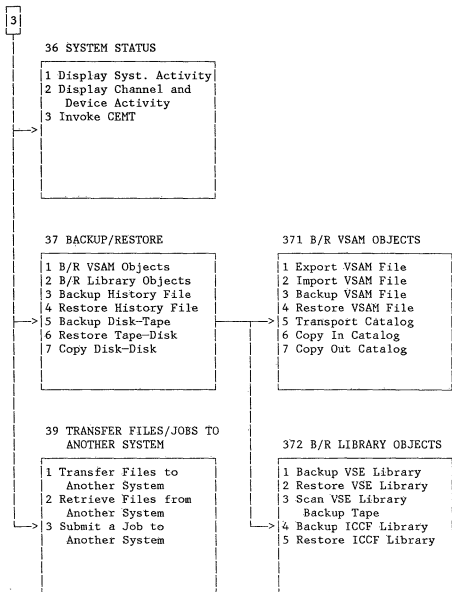 3
36 SYSTEM STATUS
1 Display Syst. Activity
2 Display Channel and
Device Activity
3 Invoke CEMT
37 BACKUP/RESTORE
1 B/R VSAM Objects
2 B/R Library Objects
3 Backup History File
4 Restore History File
5 Backup Disk—Tape
6 Restore Tape—Disk
7 Copy Disk—Disk
371 B/R VSAM OBJECTS
1 Export VSAM File
2 Import VSAM File
3 Backup VSAM File
4 Restore VSAM File
5 Transport Catalog
6 Copy In Catalog
7 Copy Out Catalog
39 TRANSFER FILES/JOBS TO
ANOTHER SYSTEM
1 Transfer Files to
Another System
2 Retrieve Files from
Another System
3 Submit a Job to
Another System
372 B/R LIBRARY OBJECTS
1 Backup VSE Library
2 Restore VSE Library
3 Scan VSE Library
Backup Tape
4 Backup ICCF Library
5 Restore ICCF Library